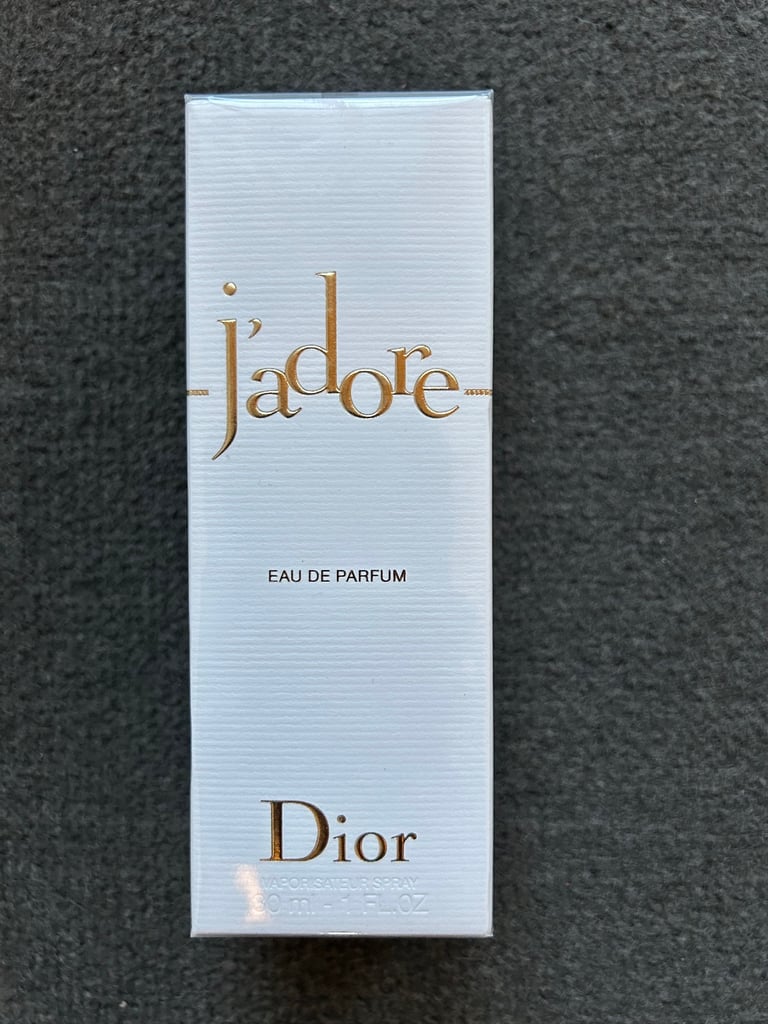 j'adore
EAU DE PARFUM
Dior
VAPORISATEUR SPRAY
30 ml - 1 FL.OZ